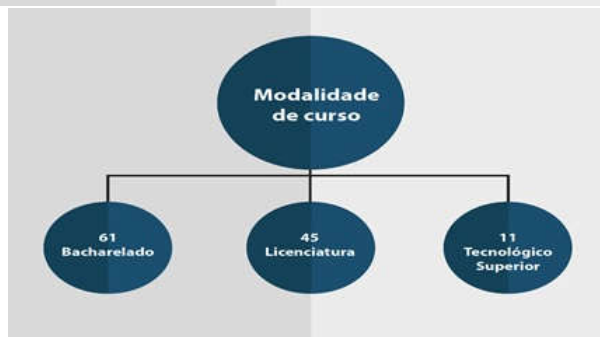 Modalidade
de curso
61
Bacharelado
45
Licenciatura
11
Tecnológico
Superior